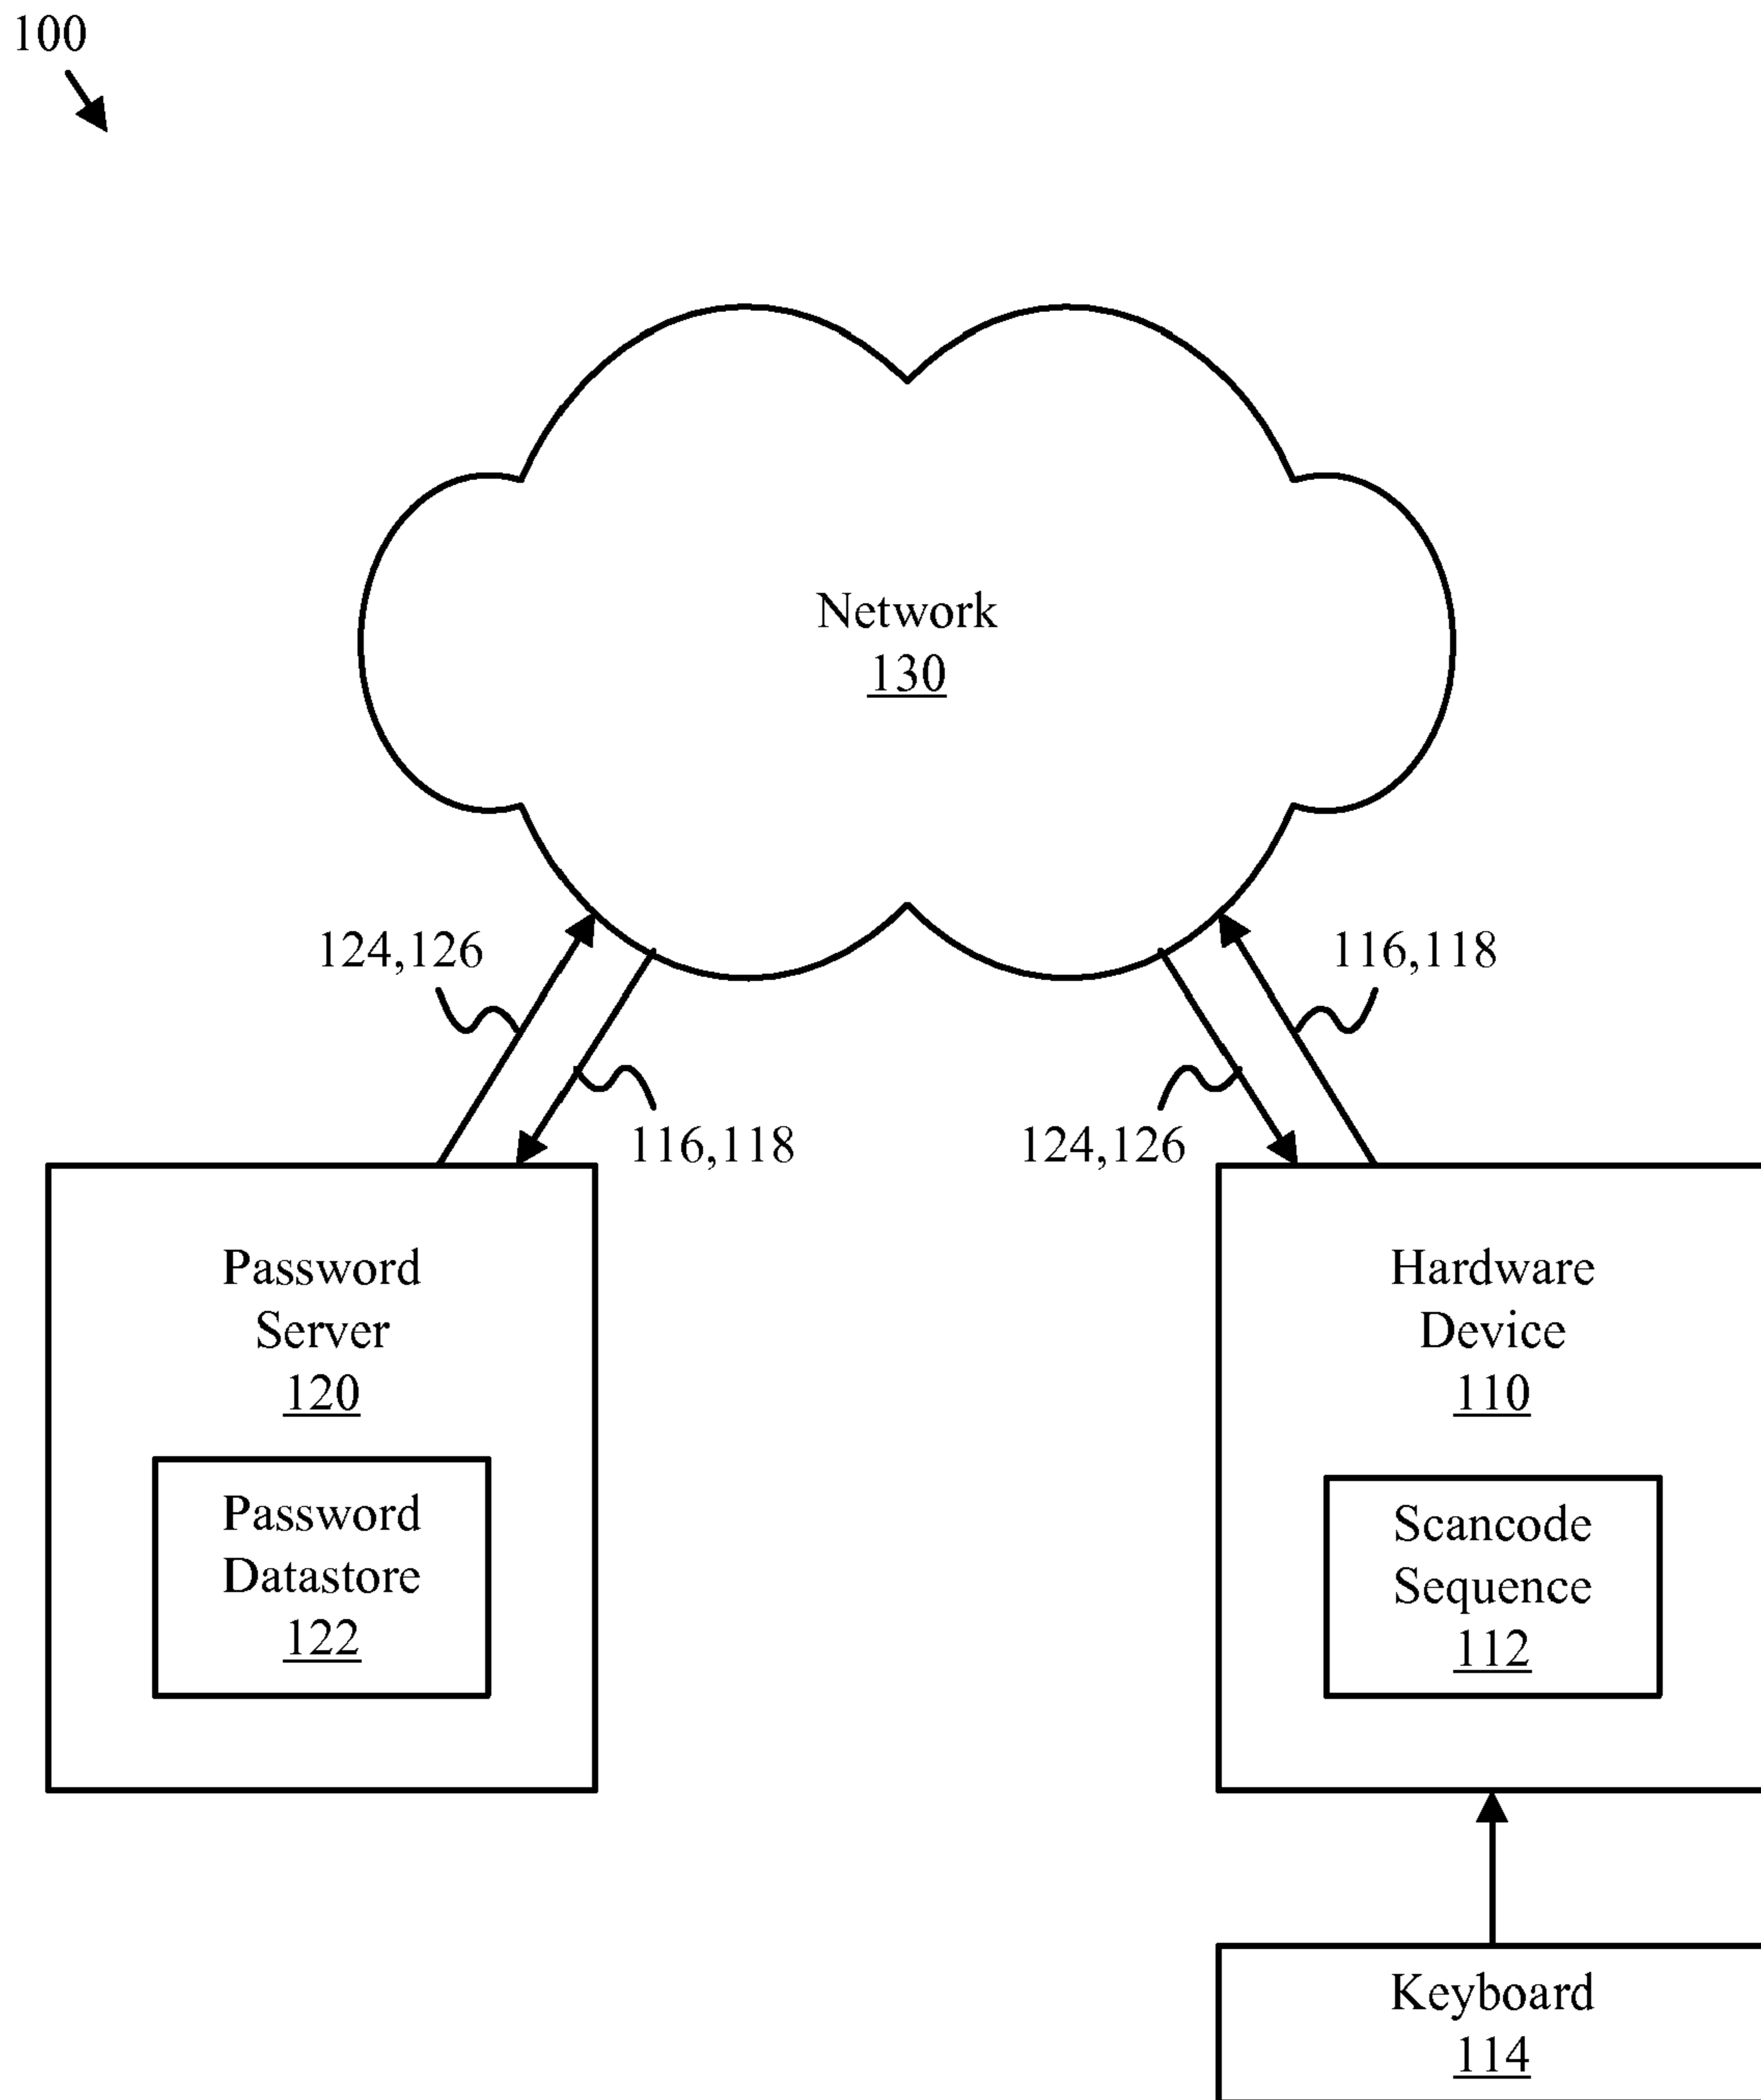 100
Network
130
124,126
116,118
116,118
124,126
Password
Server
120
Password
Datastore
122
Hardware
Device
110
Scancode
Sequence
112
Keyboard
114